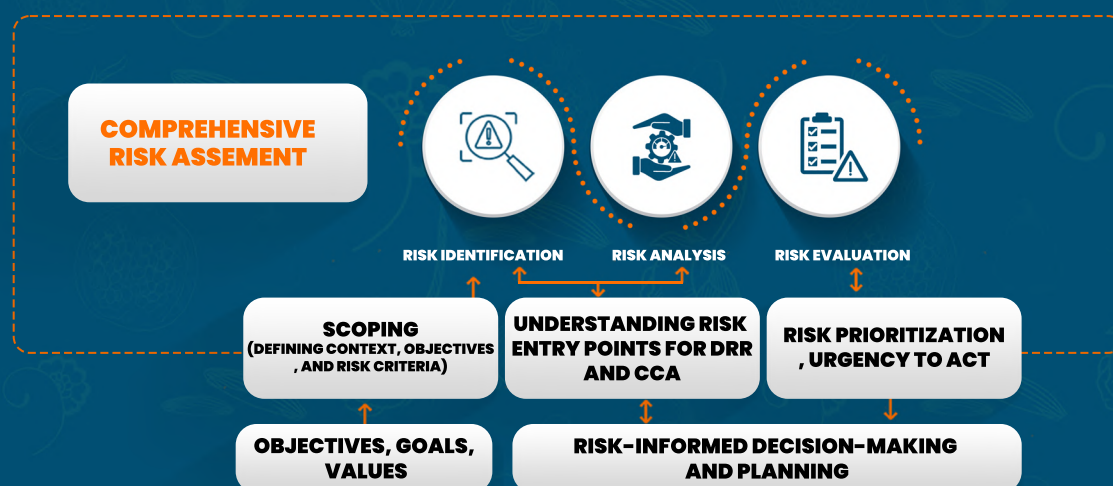 COMPREHENSIVE
RISK ASSEMENT
RISK IDENTIFICATION
RISK ANALYSIS
RISK EVALUATION
SCOPING
(DEFINING CONTEXT, OBJECTIVES
, AND RISK CRITERIA)
UNDERSTANDING RISK
ENTRY POINTS FOR DRR
AND CCA
RISK PRIORITIZATION
, URGENCY TO ACT
OBJECTIVES, GOALS,
VALUES
RISK-INFORMED DECISION-MAKING
AND PLANNING